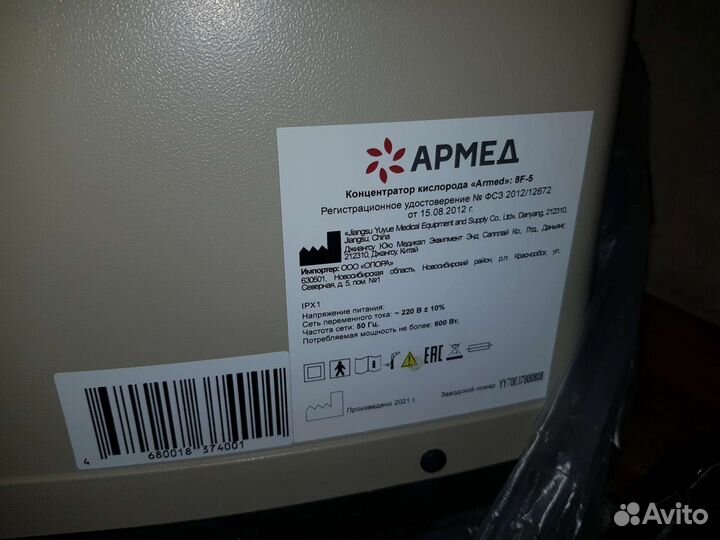 АРМЕД
Концентратор кислорода «Armed»: 8F-5
Регистрационное удостоверение № ФСЗ 2012/12672
от 15.08.2012 г.
«Jiangsu Yuyue Medical Equipment and Supply Co., Ltd». Danyang, 212310,
Jiangsu, China
Джиангсу Юю Медикал Эквипмент Энд Сапплай Ко., Лтд., Даньянг,
212310, Джангсу, Китай
Импортер: ООО «ОПОРА»
630501, Новосибирская область, Новосибирский район, р.п. Краснообск, ул.
Северная, д. 5, пом. №1
IPX1
Напряжение питания:
Сеть переменного тока: ~ 220 В ± 10%
Частота сети: 50 Гц.
Потребляемая мощность не более: 600 Вт.
EAC
Произведено 2021 г.
Заводской номер YYT0037900808
4 680018 374001
Avito